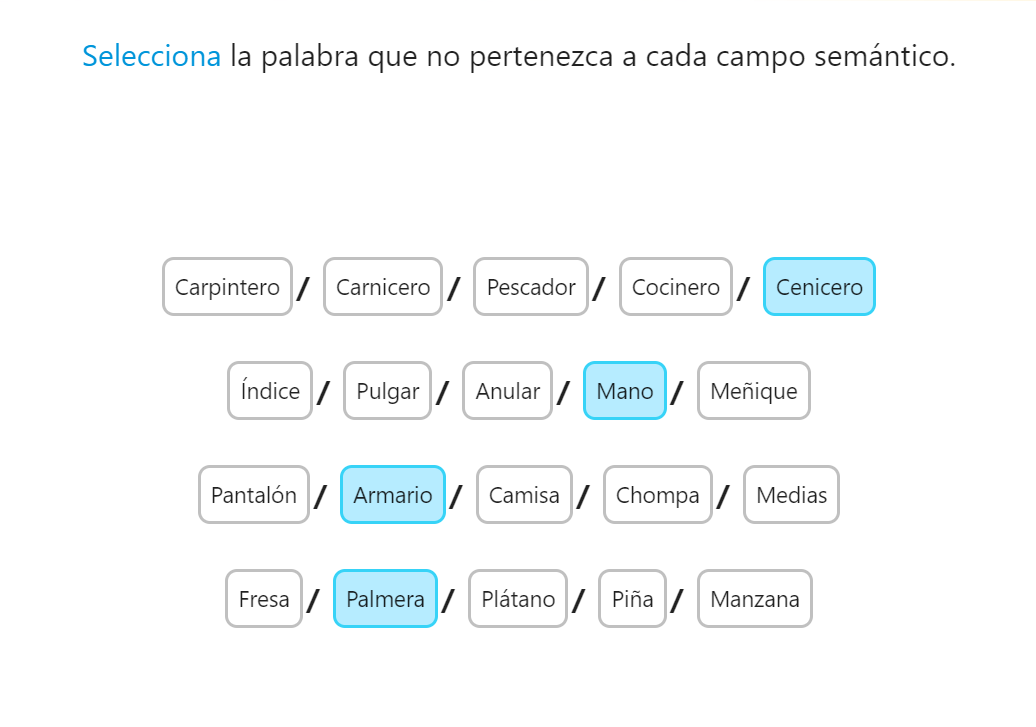 Selecciona la palabra que no pertenezca a cada campo semántico.
Carpintero / Carnicero / Pescador / Cocinero / Cenicero
Índice / Pulgar / Anular / Mano / Meñique
Pantalón / Armario / Camisa / Chompa / Medias
Fresa / Palmera / Plátano / Piña / Manzana